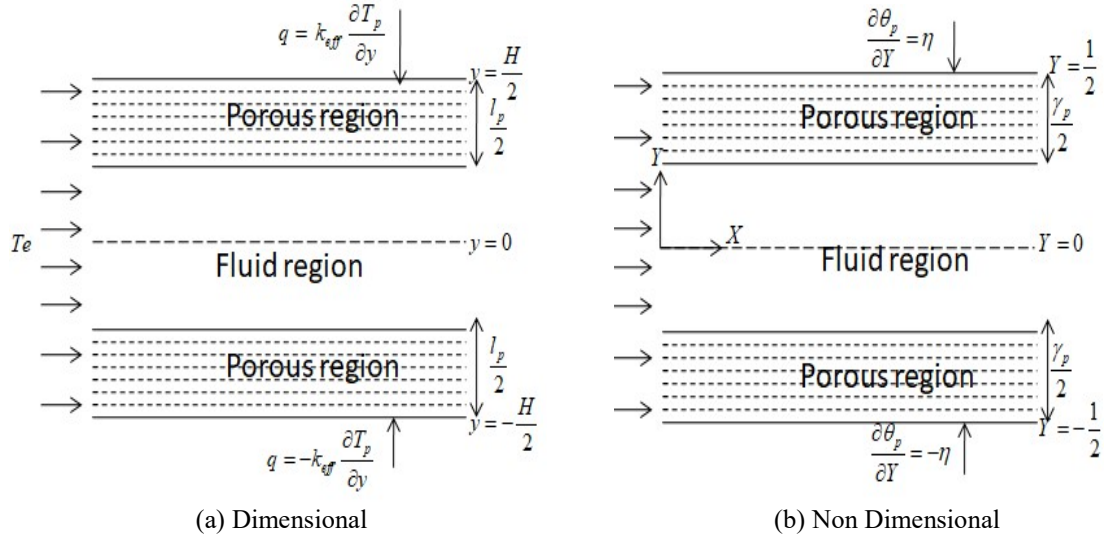 q = k_eff ∂T_p/∂y
y = H/2
Porous region
l_p/2
Te
y = 0
Fluid region
Porous region
l_p/2
y = -H/2
q = -k_eff ∂T_p/∂y
(a) Dimensional
∂θ_p/∂Y = η
Y = 1/2
Porous region
γ_p/2
Y
X
Y = 0
Fluid region
Porous region
γ_p/2
Y = -1/2
∂θ_p/∂Y = -η
(b) Non Dimensional